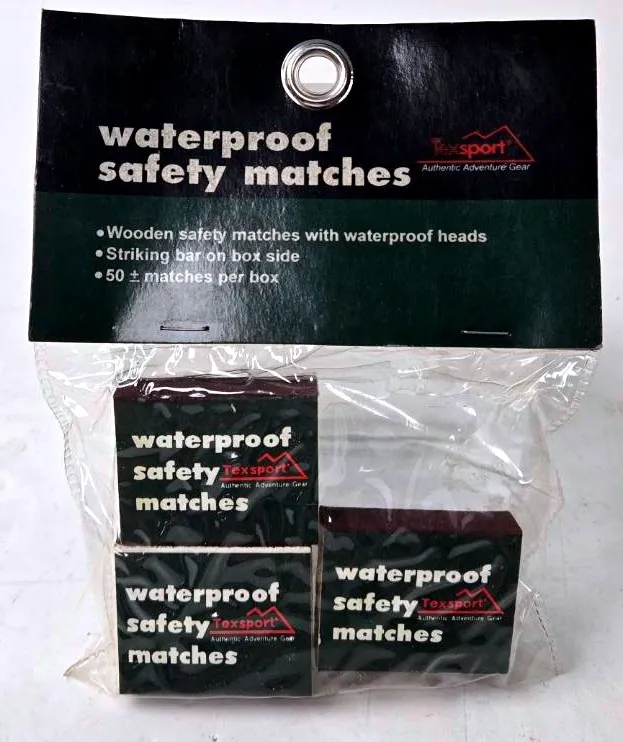 waterproof
safety matches
Texsport®
Authentic Adventure Gear
•Wooden safety matches with waterproof heads
•Striking bar on box side
•50 ± matches per box
waterproof
safety Texsport®
Authentic Adventure Gear
matches
waterproof
safety Texsport®
Authentic Adventure Gear
matches
waterproof
safety Texsport®
Authentic Adventure Gear
matches